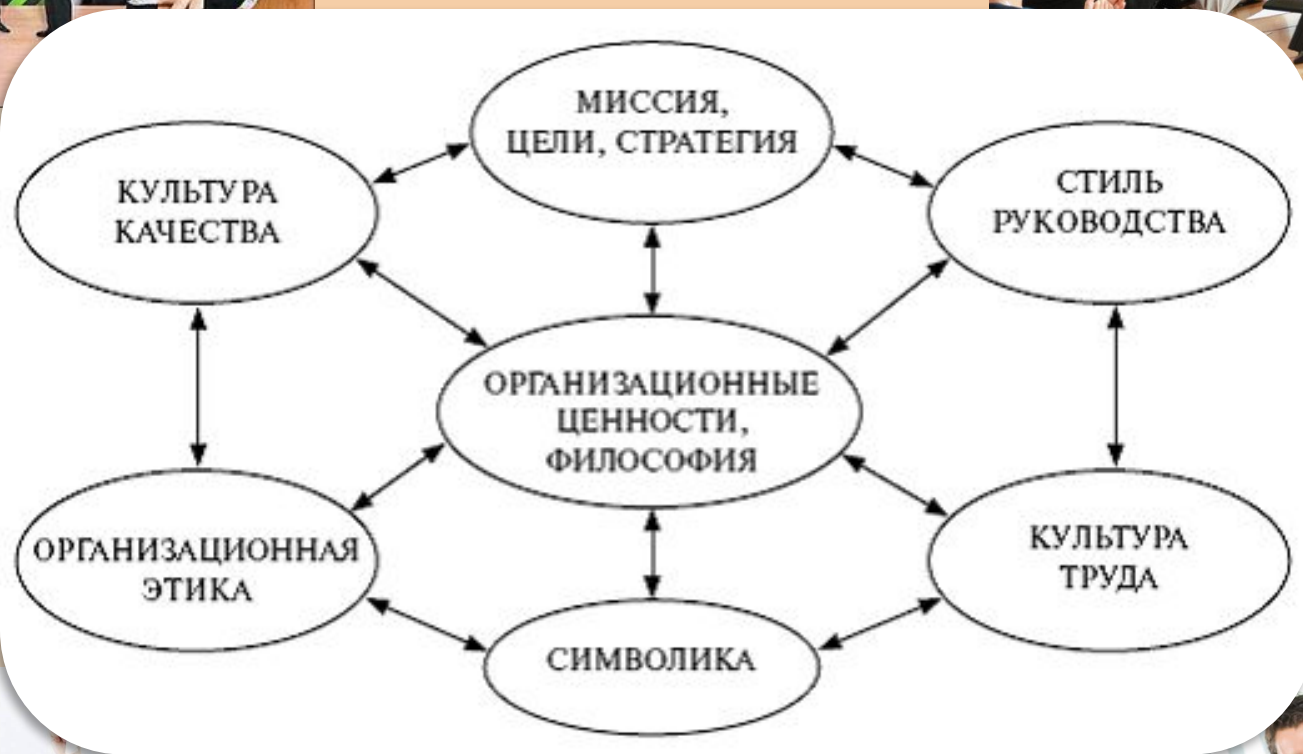 МИССИЯ,
ЦЕЛИ, СТРАТЕГИЯ
КУЛЬТУРА
КАЧЕСТВА
СТИЛЬ
РУКОВОДСТВА
ОРГАНИЗАЦИОННЫЕ
ЦЕННОСТИ,
ФИЛОСОФИЯ
ОРГАНИЗАЦИОННАЯ
ЭТИКА
КУЛЬТУРА
ТРУДА
СИМВОЛИКА